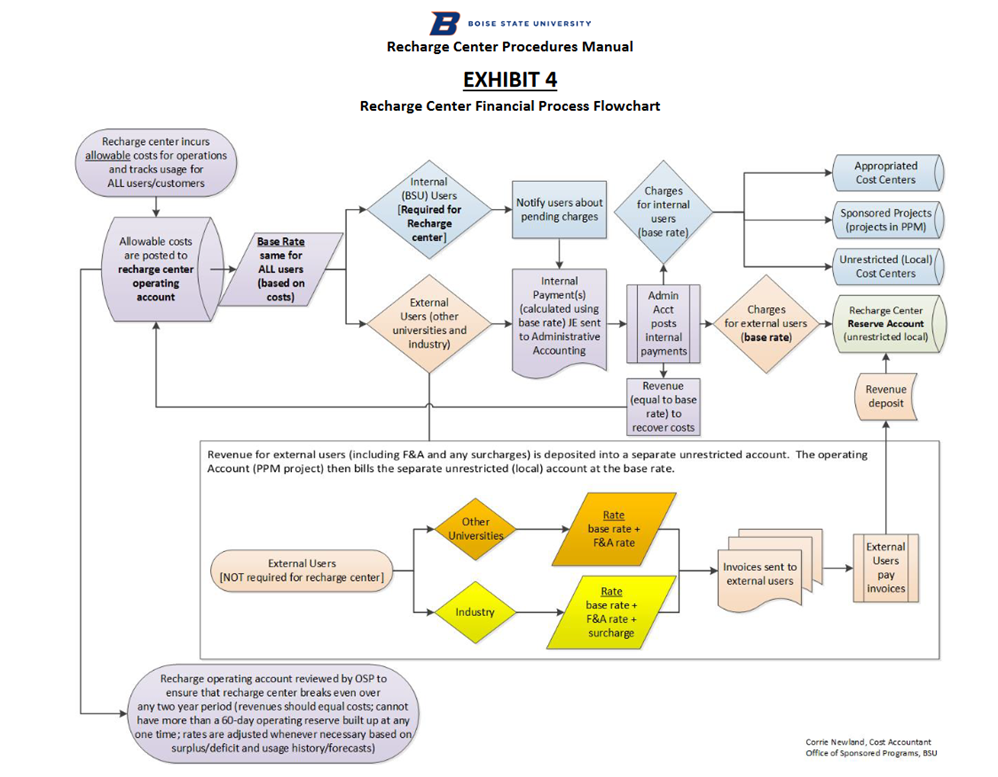 BOISE STATE UNIVERSITY
Recharge Center Procedures Manual
EXHIBIT 4
Recharge Center Financial Process Flowchart
Recharge center incurs
allowable costs for operations
and tracks usage for
ALL users/customers
Allowable costs
are posted to
recharge center
operating
account
Base Rate
same for
ALL users
(based on
costs)
Internal
(BSU) Users
[Required for
Recharge
center]
Notify users about
pending charges
Charges
for internal
users
(base rate)
Appropriated
Cost Centers
Sponsored Projects
(projects in PPM)
Unrestricted (Local)
Cost Centers
External
Users (other
universities and
industry)
Internal
Payment(s)
(calculated using
base rate) JE sent
to Administrative
Accounting
Admin
Acct
posts
internal
payments
Charges
for external users
(base rate)
Recharge Center
Reserve Account
(unrestricted local)
Revenue
(equal to base
rate) to
recover costs
Revenue
deposit
Revenue for external users (including F&A and any surcharges) is deposited into a separate unrestricted account. The operating
Account (PPM project) then bills the separate unrestricted (local) account at the base rate.
External Users
[NOT required for recharge center]
Other
Universities
Rate
base rate +
F&A rate
Industry
Rate
base rate +
F&A rate +
surcharge
Invoices sent to
external users
External
Users
pay
invoices
Recharge operating account reviewed by OSP to
ensure that recharge center breaks even over
any two year period (revenues should equal costs; cannot
have more than a 60-day operating reserve built up at any
one time; rates are adjusted whenever necessary based on
surplus/deficit and usage history/forecasts)
Corrie Newland, Cost Accountant
Office of Sponsored Programs, BSU